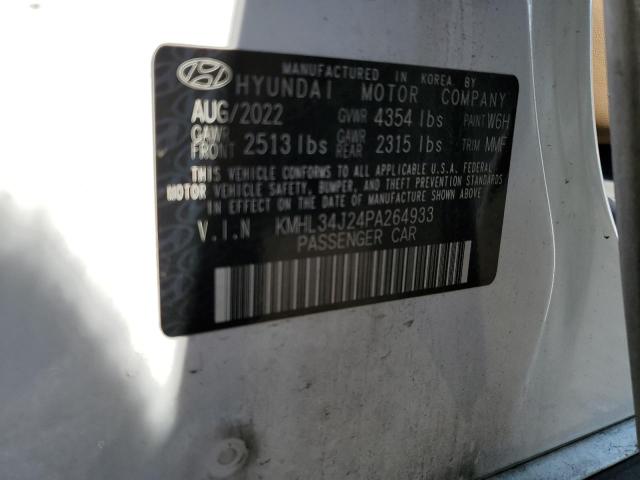 MANUFACTURED IN KOREA BY
HYUNDAI MOTOR COMPANY
AUG/2022 GVWR 4354 lbs PAINT W6H
GAWR FRONT 2513 lbs GAWR REAR 2315 lbs TRIM MMF
THIS VEHICLE CONFORMS TO ALL APPLICABLE U.S.A. FEDERAL
MOTOR VEHICLE SAFETY, BUMPER, AND THEFT PREVENTION STANDARDS
IN EFFECT ON THE DATE OF MANUFACTURE SHOWN ABOVE
V.I.N KMHL34J24PA264933
PASSENGER CAR